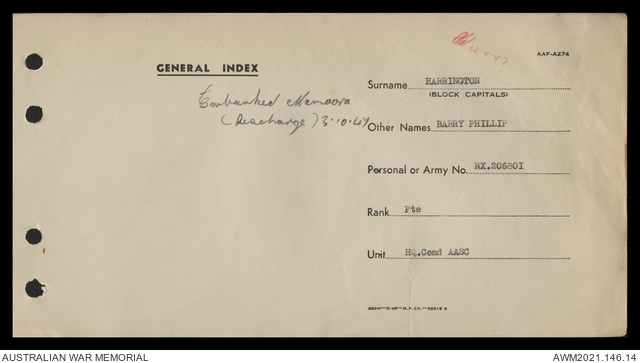 AAF-A274
GENERAL INDEX
Embarked Manoora
(Discharge) 3.10.47
Surname HARRINGTON
(BLOCK CAPITALS)
Other Names BARRY PHILLIP
Personal or Army No. NX.206801
Rank Pte
Unit HQ.Comd AASC
AUSTRALIAN WAR MEMORIAL
AWM2021.146.14